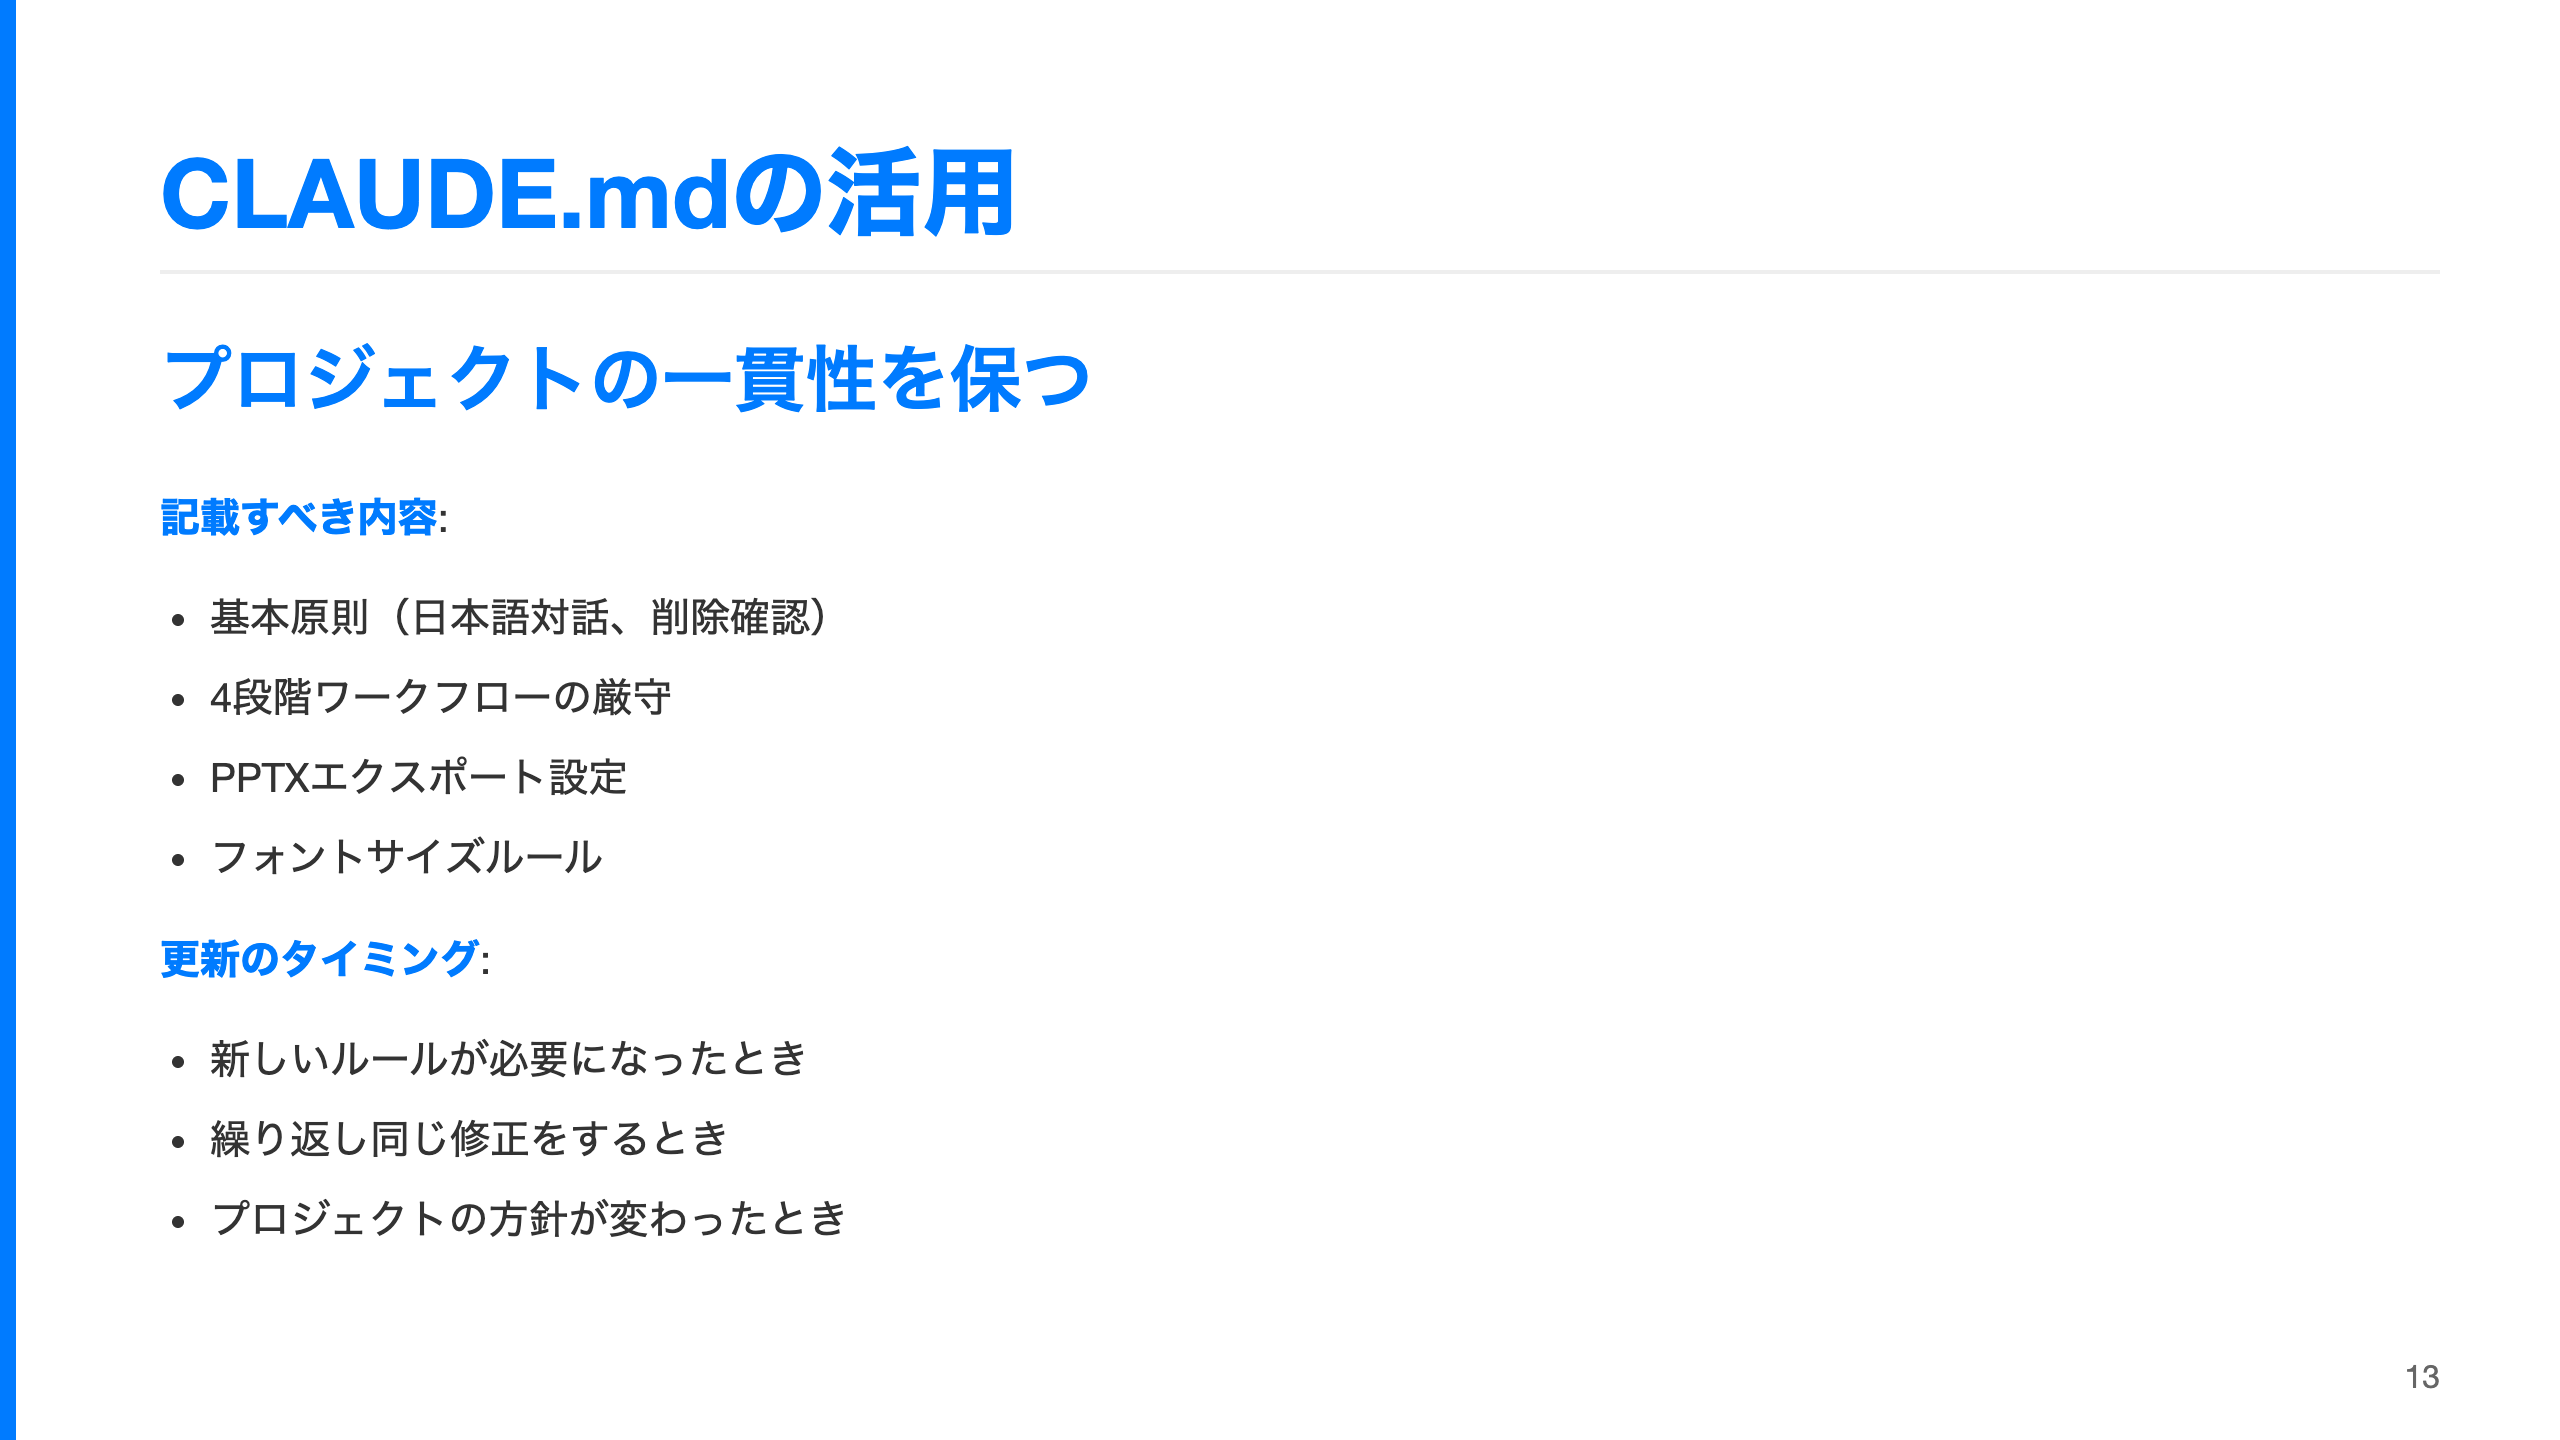 CLAUDE.mdの活用
プロジェクトの一貫性を保つ
記載すべき内容:
• 基本原則（日本語対話、削除確認）
• 4段階ワークフローの厳守
• PPTXエクスポート設定
• フォントサイズルール
更新のタイミング:
• 新しいルールが必要になったとき
• 繰り返し同じ修正をするとき
• プロジェクトの方針が変わったとき
13